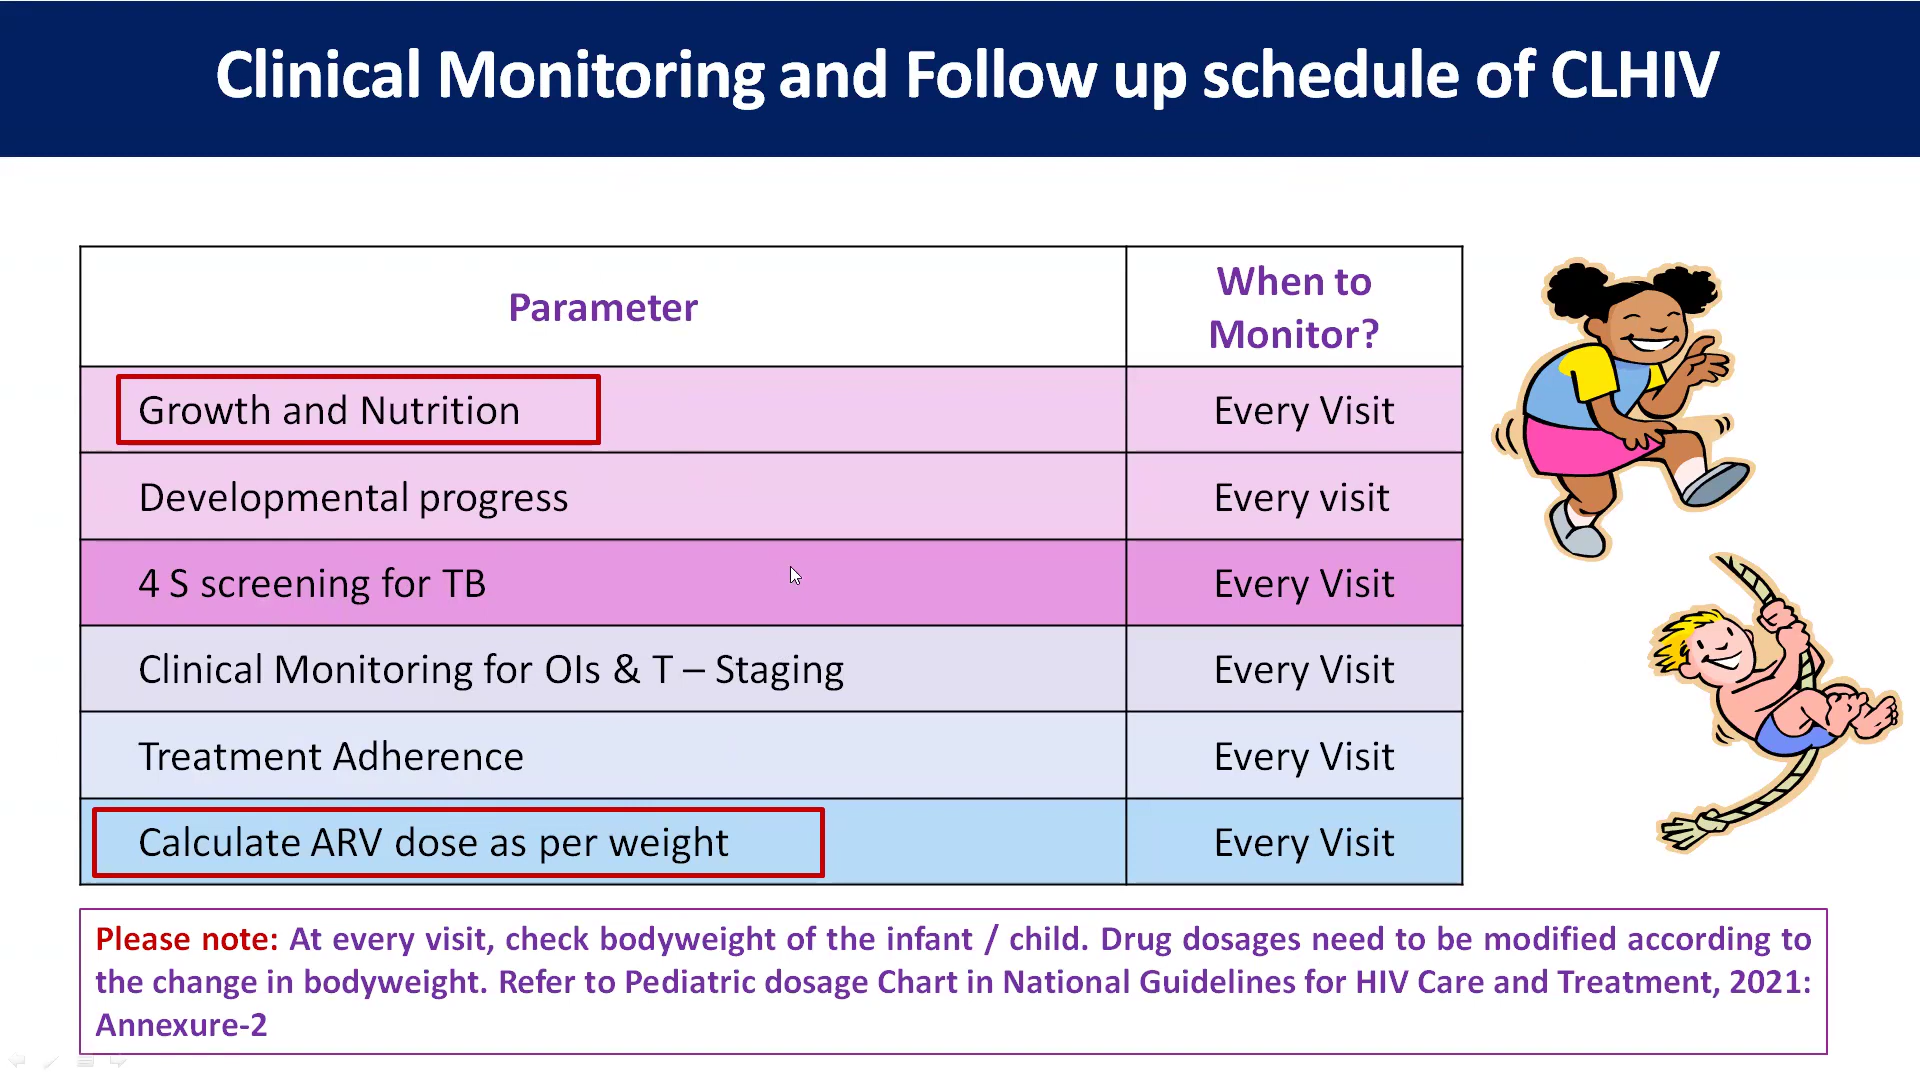 Clinical Monitoring and Follow up schedule of CLHIV
Parameter
When to
Monitor?
Growth and Nutrition
Every Visit
Developmental progress
Every visit
4 S screening for TB
Every Visit
Clinical Monitoring for OIs & T – Staging
Every Visit
Treatment Adherence
Every Visit
Calculate ARV dose as per weight
Every Visit
Please note: At every visit, check bodyweight of the infant / child. Drug dosages need to be modified according to
the change in bodyweight. Refer to Pediatric dosage Chart in National Guidelines for HIV Care and Treatment, 2021:
Annexure-2